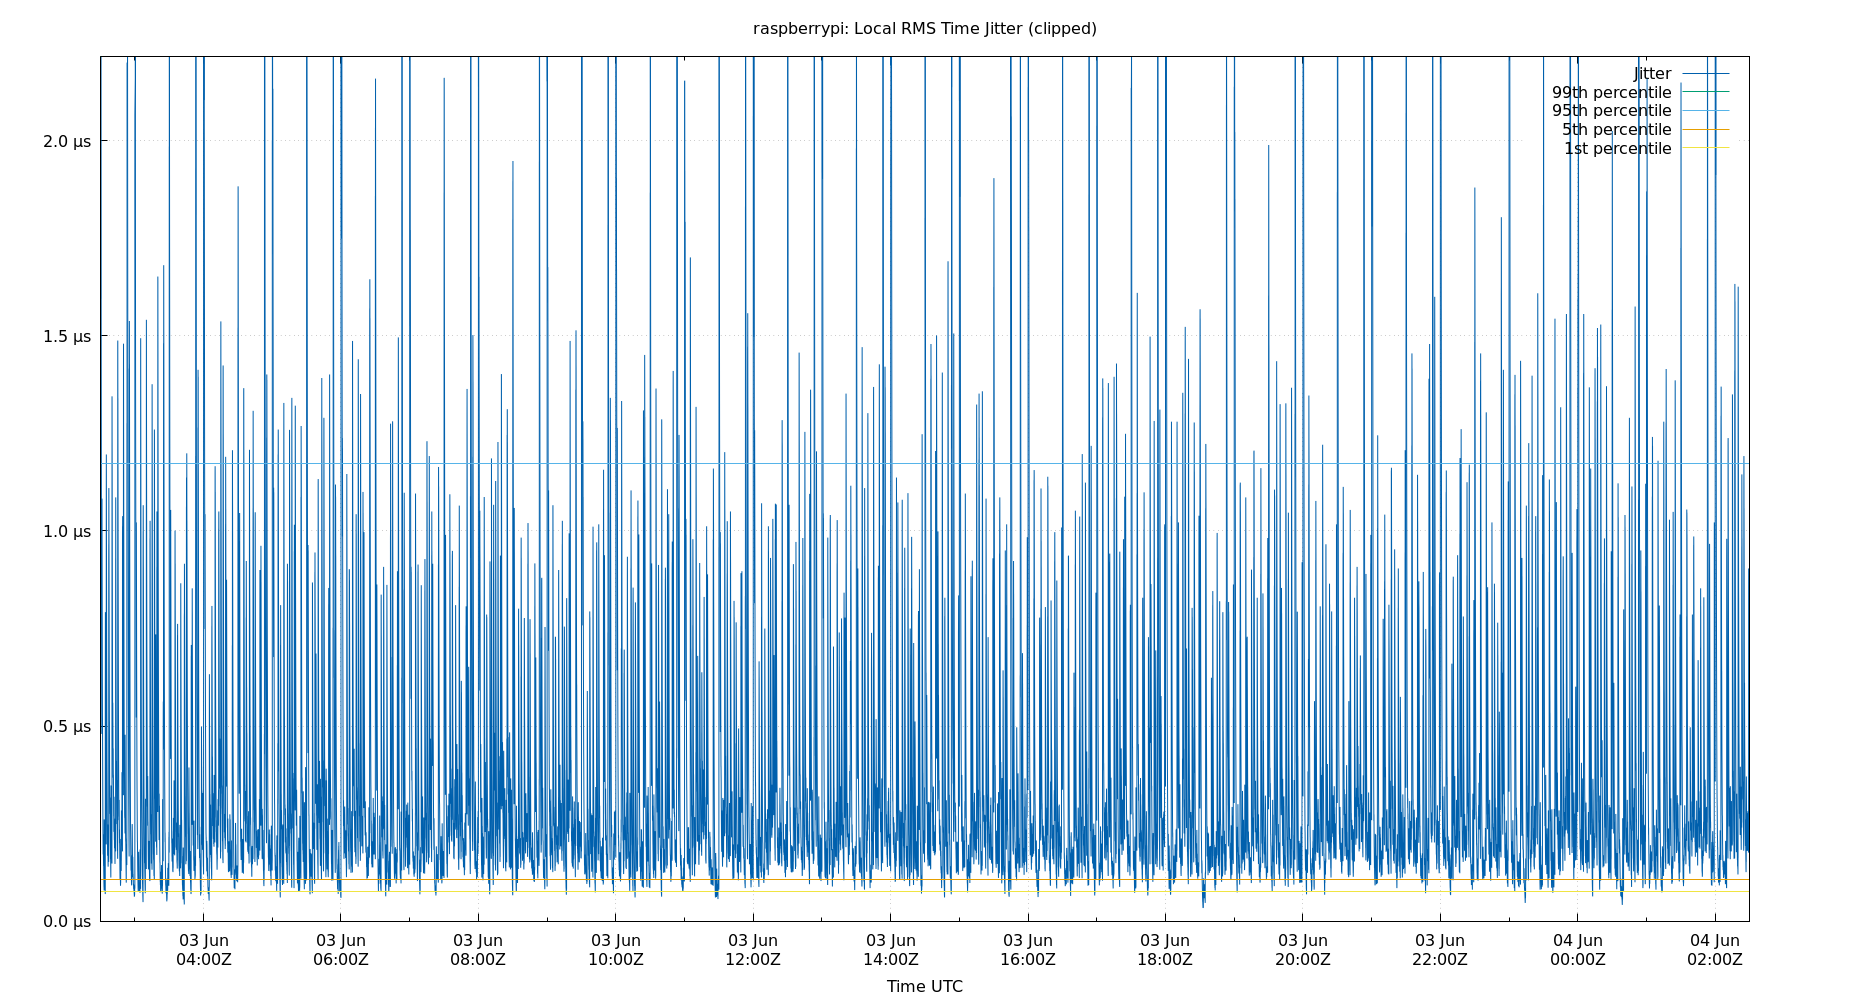 raspberrypi: Local RMS Time Jitter (clipped)
Jitter
99th percentile
95th percentile
5th percentile
1st percentile
2.0 µs
1.5 µs
1.0 µs
0.5 µs
0.0 µs
03 Jun 03 Jun 03 Jun 03 Jun 03 Jun 03 Jun 03 Jun 03 Jun 03 Jun 03 Jun 04 Jun 04 Jun
04:00Z 06:00Z 08:00Z 10:00Z 12:00Z 14:00Z 16:00Z 18:00Z 20:00Z 22:00Z 00:00Z 02:00Z
Time UTC